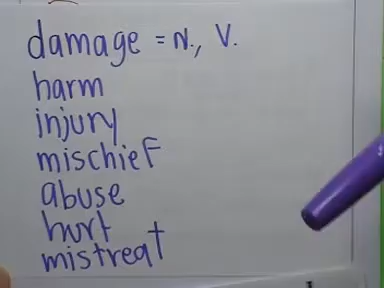 damage = N., V.
harm
injury
mischief
abuse
hurt
mistreat